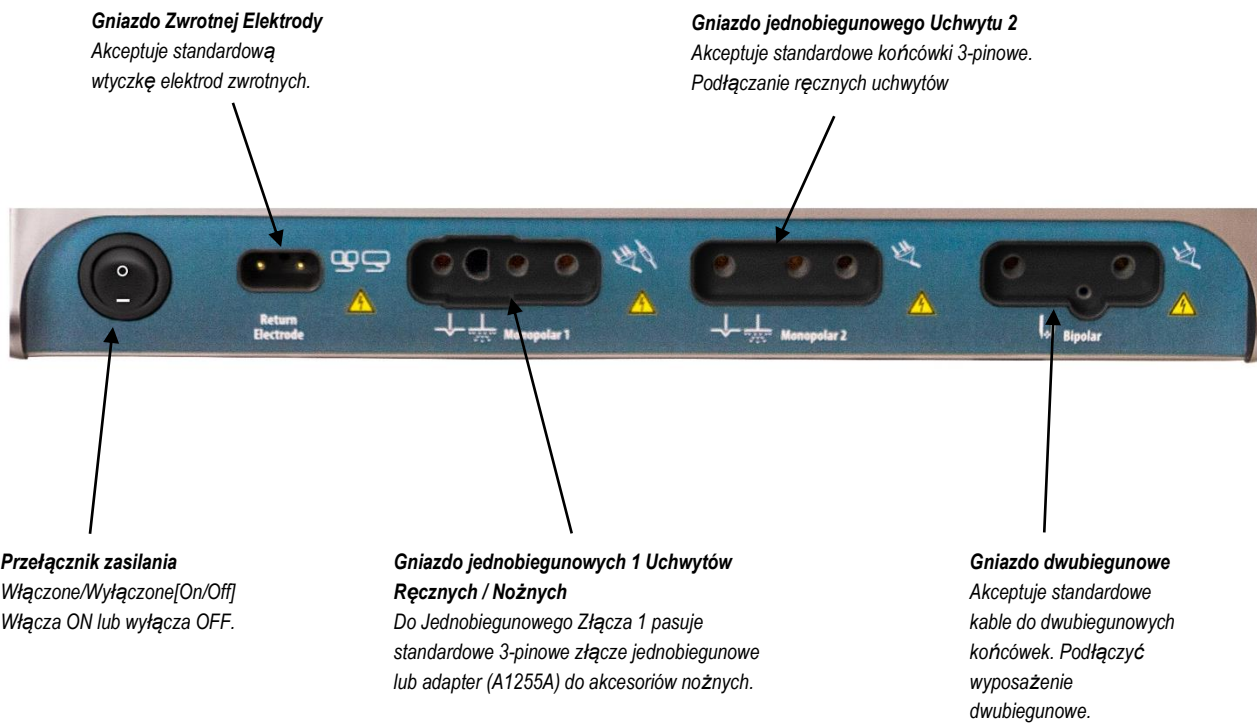 Gniazdo Zwrotnej Elektrody
Akceptuje standardową
wtyczkę elektrod zwrotnych.
Gniazdo jednobiegunowego Uchwytu 2
Akceptuje standardowe końcówki 3-pinowe.
Podłączanie ręcznych uchwytów
Return
Electrode
Monopolar 1
Monopolar 2
Bipolar
Przełącznik zasilania
Włączone/Wyłączone[On/Off]
Włącza ON lub wyłącza OFF.
Gniazdo jednobiegunowych 1 Uchwytów
Ręcznych / Nożnych
Do Jednobiegunowego Złącza 1 pasuje
standardowe 3-pinowe złącze jednobiegunowe
lub adapter (A1255A) do akcesoriów nożnych.
Gniazdo dwubiegunowe
Akceptuje standardowe
kable do dwubiegunowych
końcówek. Podłączyć
wyposażenie
dwubiegunowe.